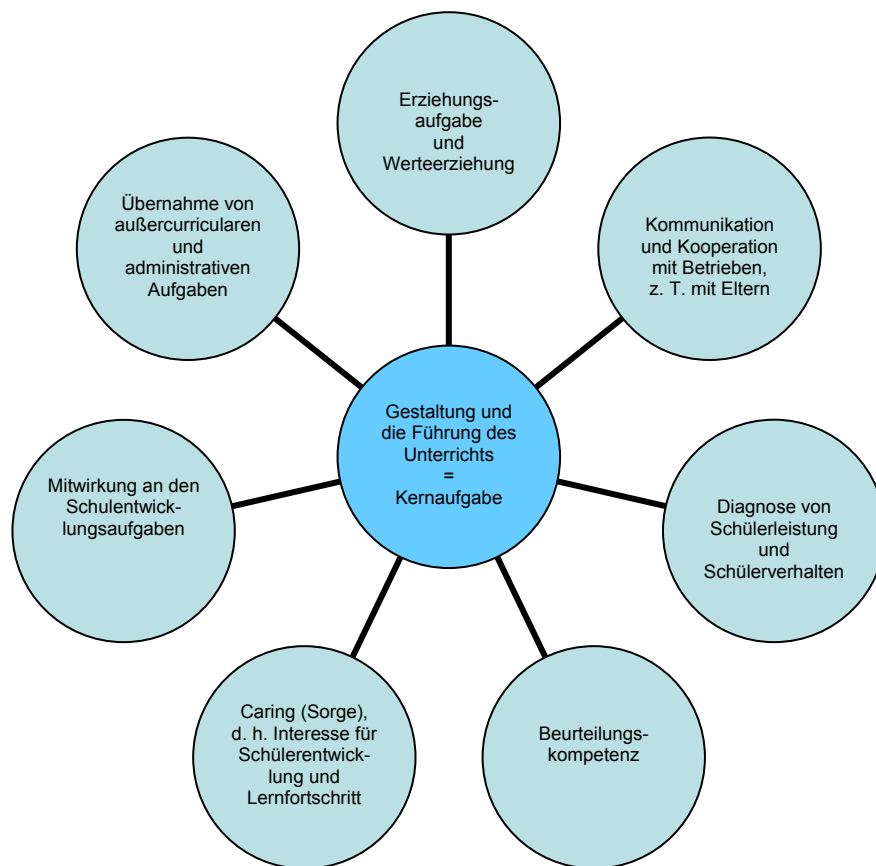 Erziehungs-
aufgabe
und
Werteerziehung
Übernahme von
außercurricularen
und
administrativen
Aufgaben
Kommunikation
und Kooperation
mit Betrieben,
z. T. mit Eltern
Gestaltung und
die Führung des
Unterrichts
=
Kernaufgabe
Mitwirkung an den
Schulentwick-
lungsaufgaben
Diagnose von
Schülerleistung
und
Schülerverhalten
Caring (Sorge),
d. h. Interesse für
Schülerentwick-
lung und
Lernfortschritt
Beurteilungs-
kompetenz